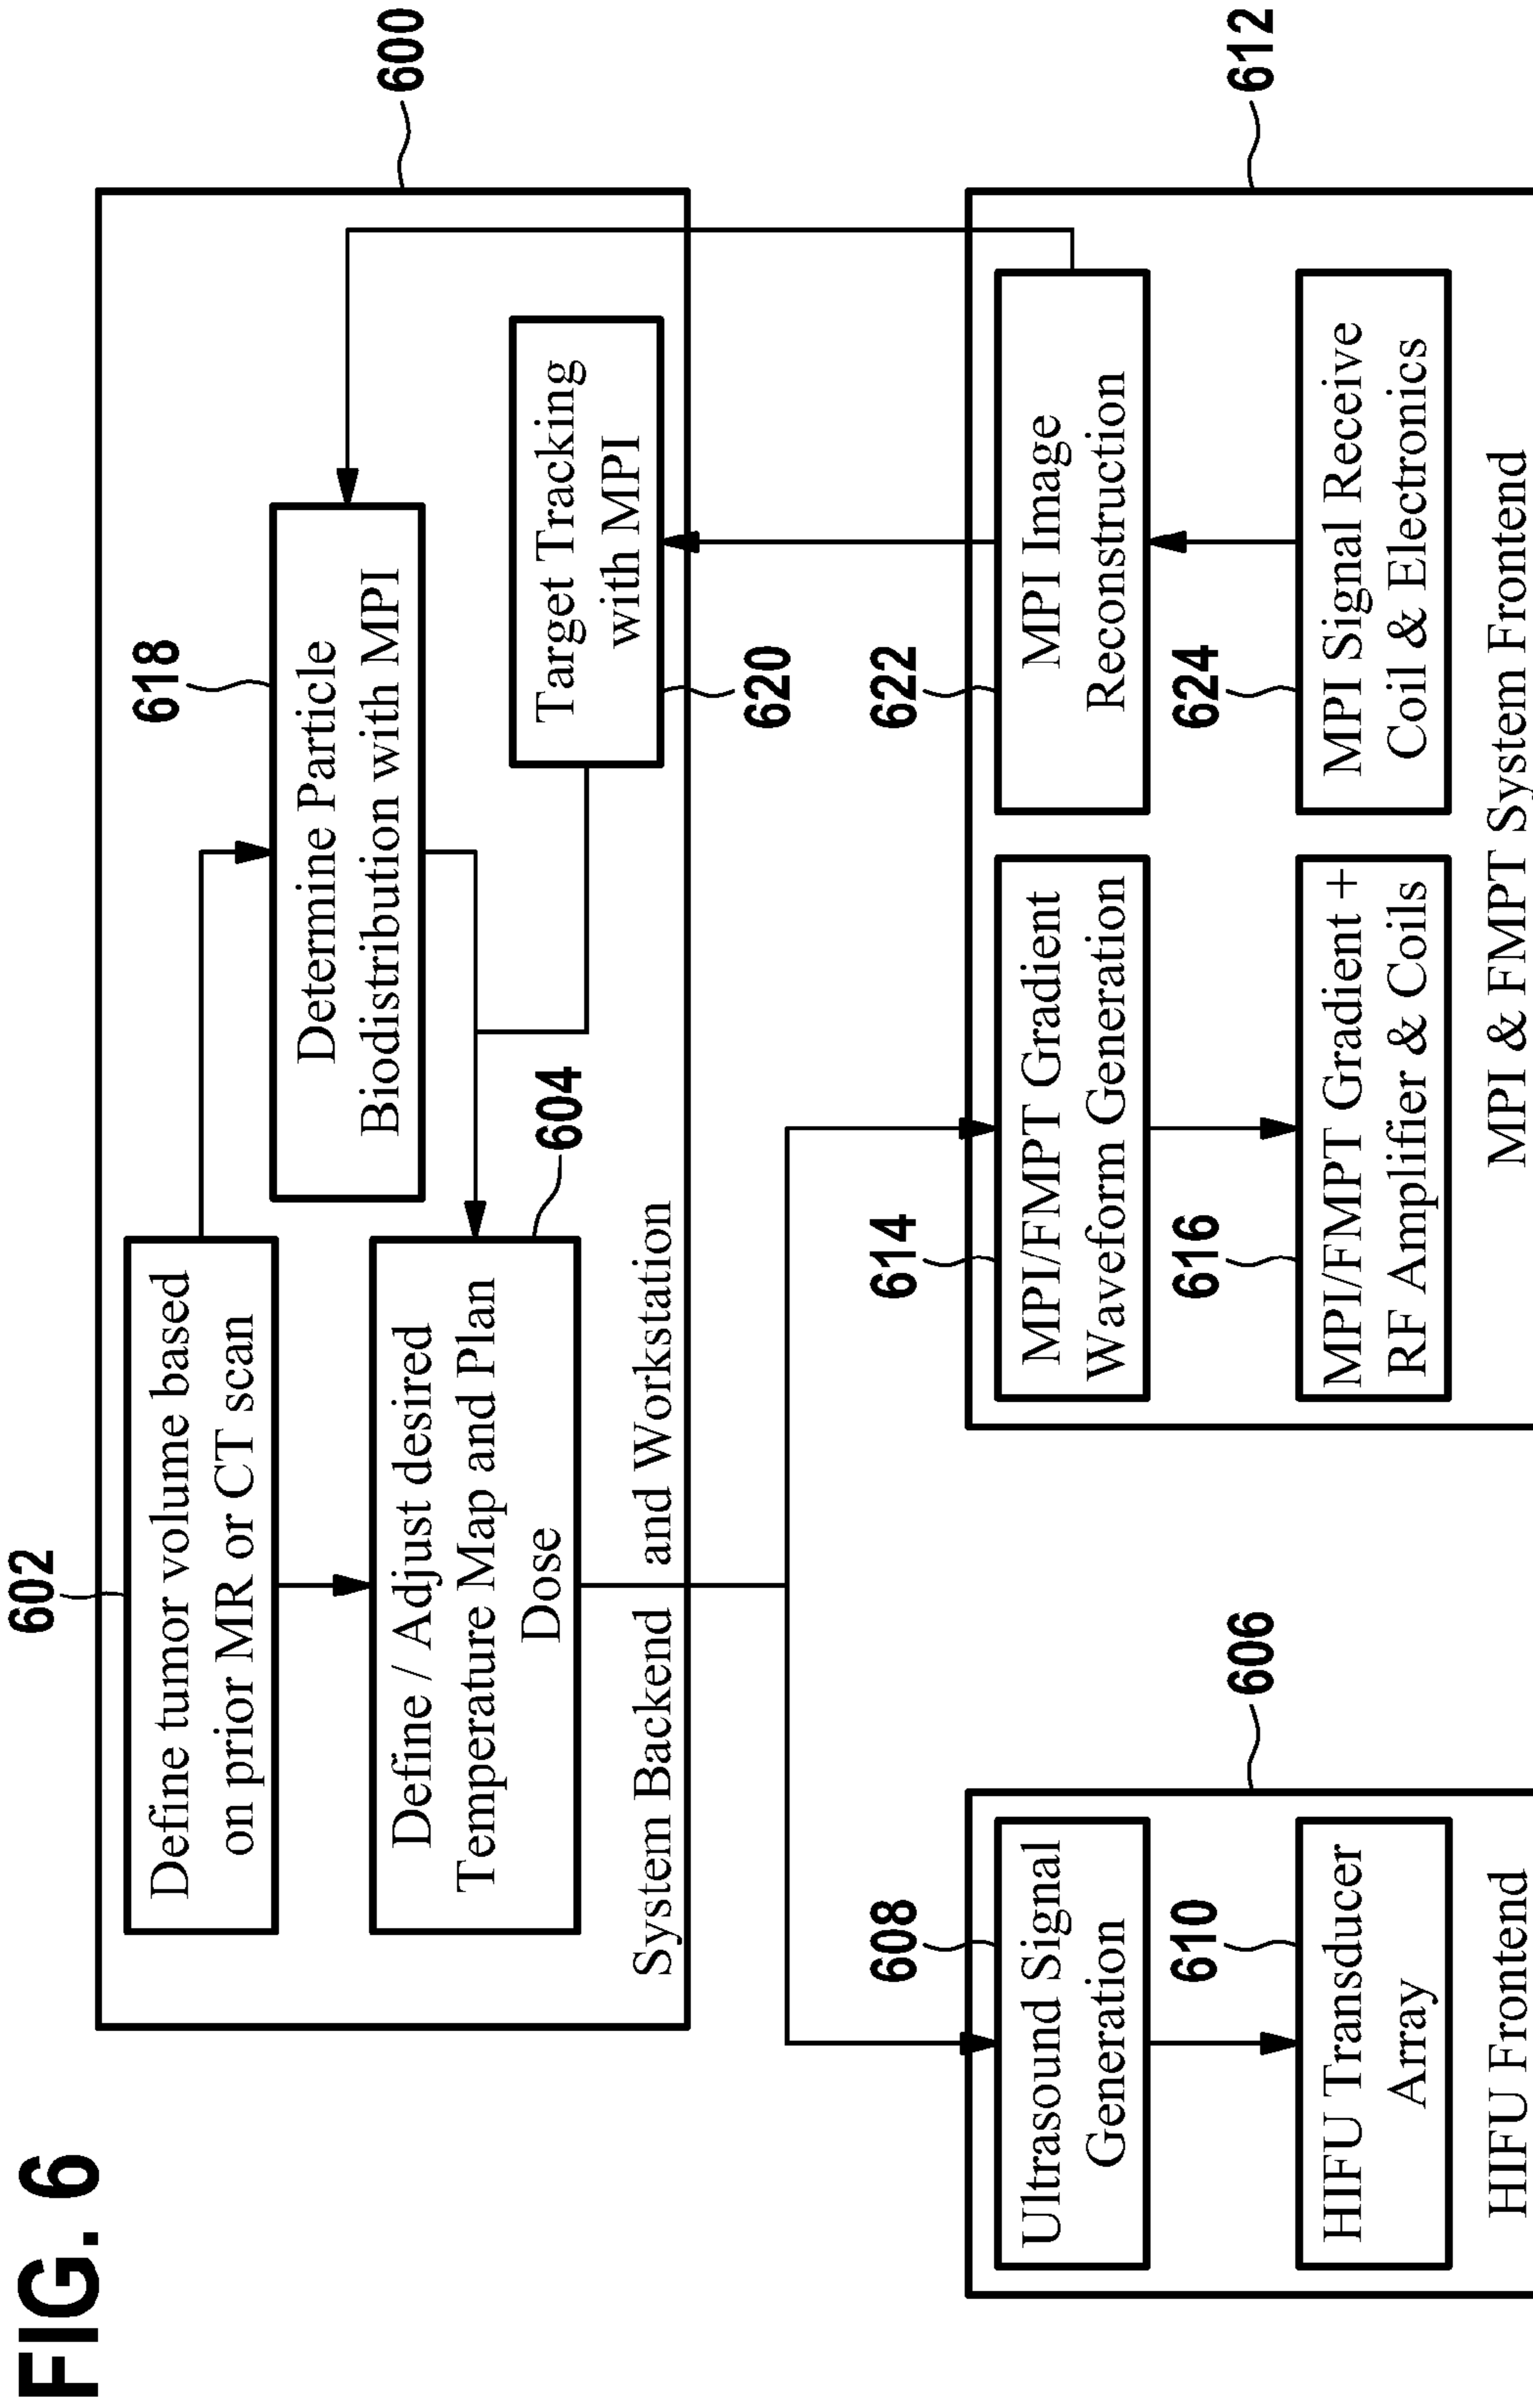 FIG. 6
602
600
Define tumor volume based
on prior MR or CT scan
618
Determine Particle
Biodistribution with MPI
Define / Adjust desired
Temperature Map and Plan
Dose
604
Target Tracking
with MPI
620
System Backend and Workstation
606
608
Ultrasound Signal
Generation
610
HIFU Transducer
Array
HIFU Frontend
612
614
MPI/FMPT Gradient
Waveform Generation
622
MPI Image
Reconstruction
616
MPI/FMPT Gradient +
RF Amplifier & Coils
624
MPI Signal Receive
Coil & Electronics
MPI & FMPT System Frontend